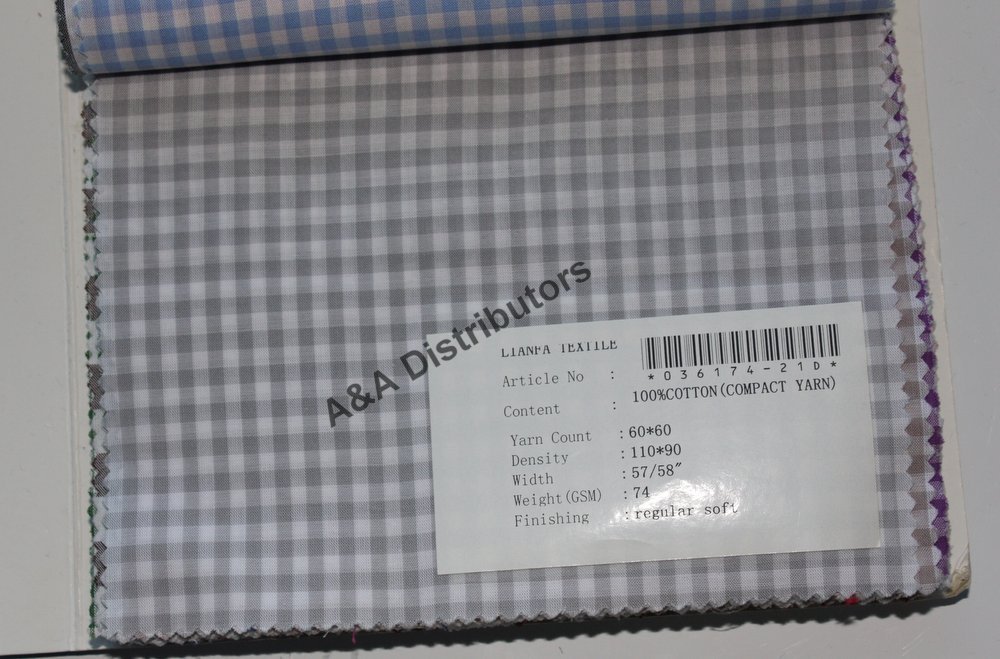 A&A Distributors
LIANFA TEXTILE
Article No : *036174-21D*
Content : 100%COTTON(COMPACT YARN)
Yarn Count :60*60
Density :110*90
Width :57/58"
Weight(GSM) :74
Finishing :regular soft